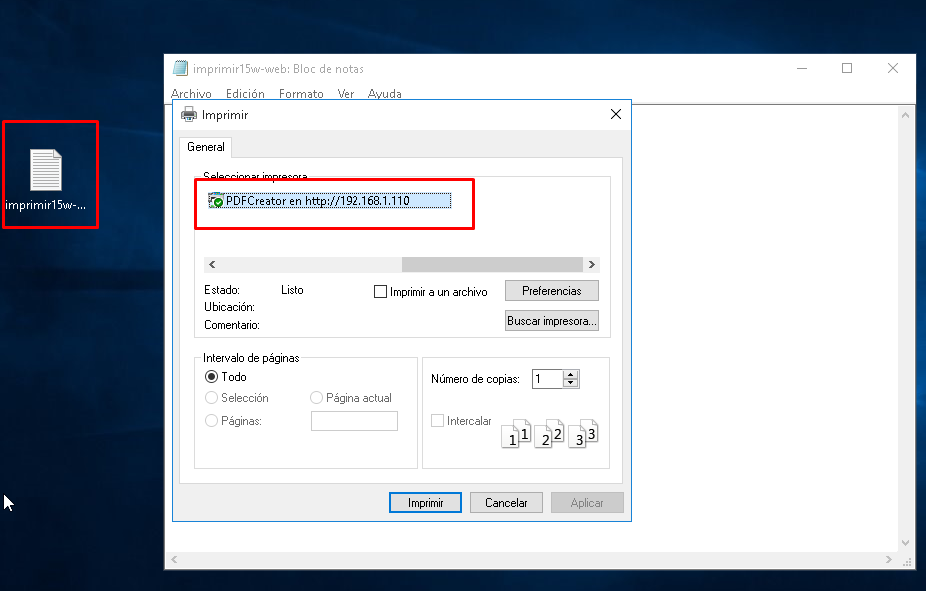 imprimir15w-web: Bloc de notas
Archivo Edición Formato Ver Ayuda
Imprimir
General
imprimir15w-...
Seleccionar impresora
PDFCreator en http://192.168.1.110
Estado: Listo
Imprimir a un archivo
Preferencias
Ubicación:
Comentario:
Buscar impresora...
Intervalo de páginas
Todo
Selección
Página actual
Páginas:
Número de copias: 1
Intercalar
1 1 2 2 3 3
Imprimir Cancelar Aplicar